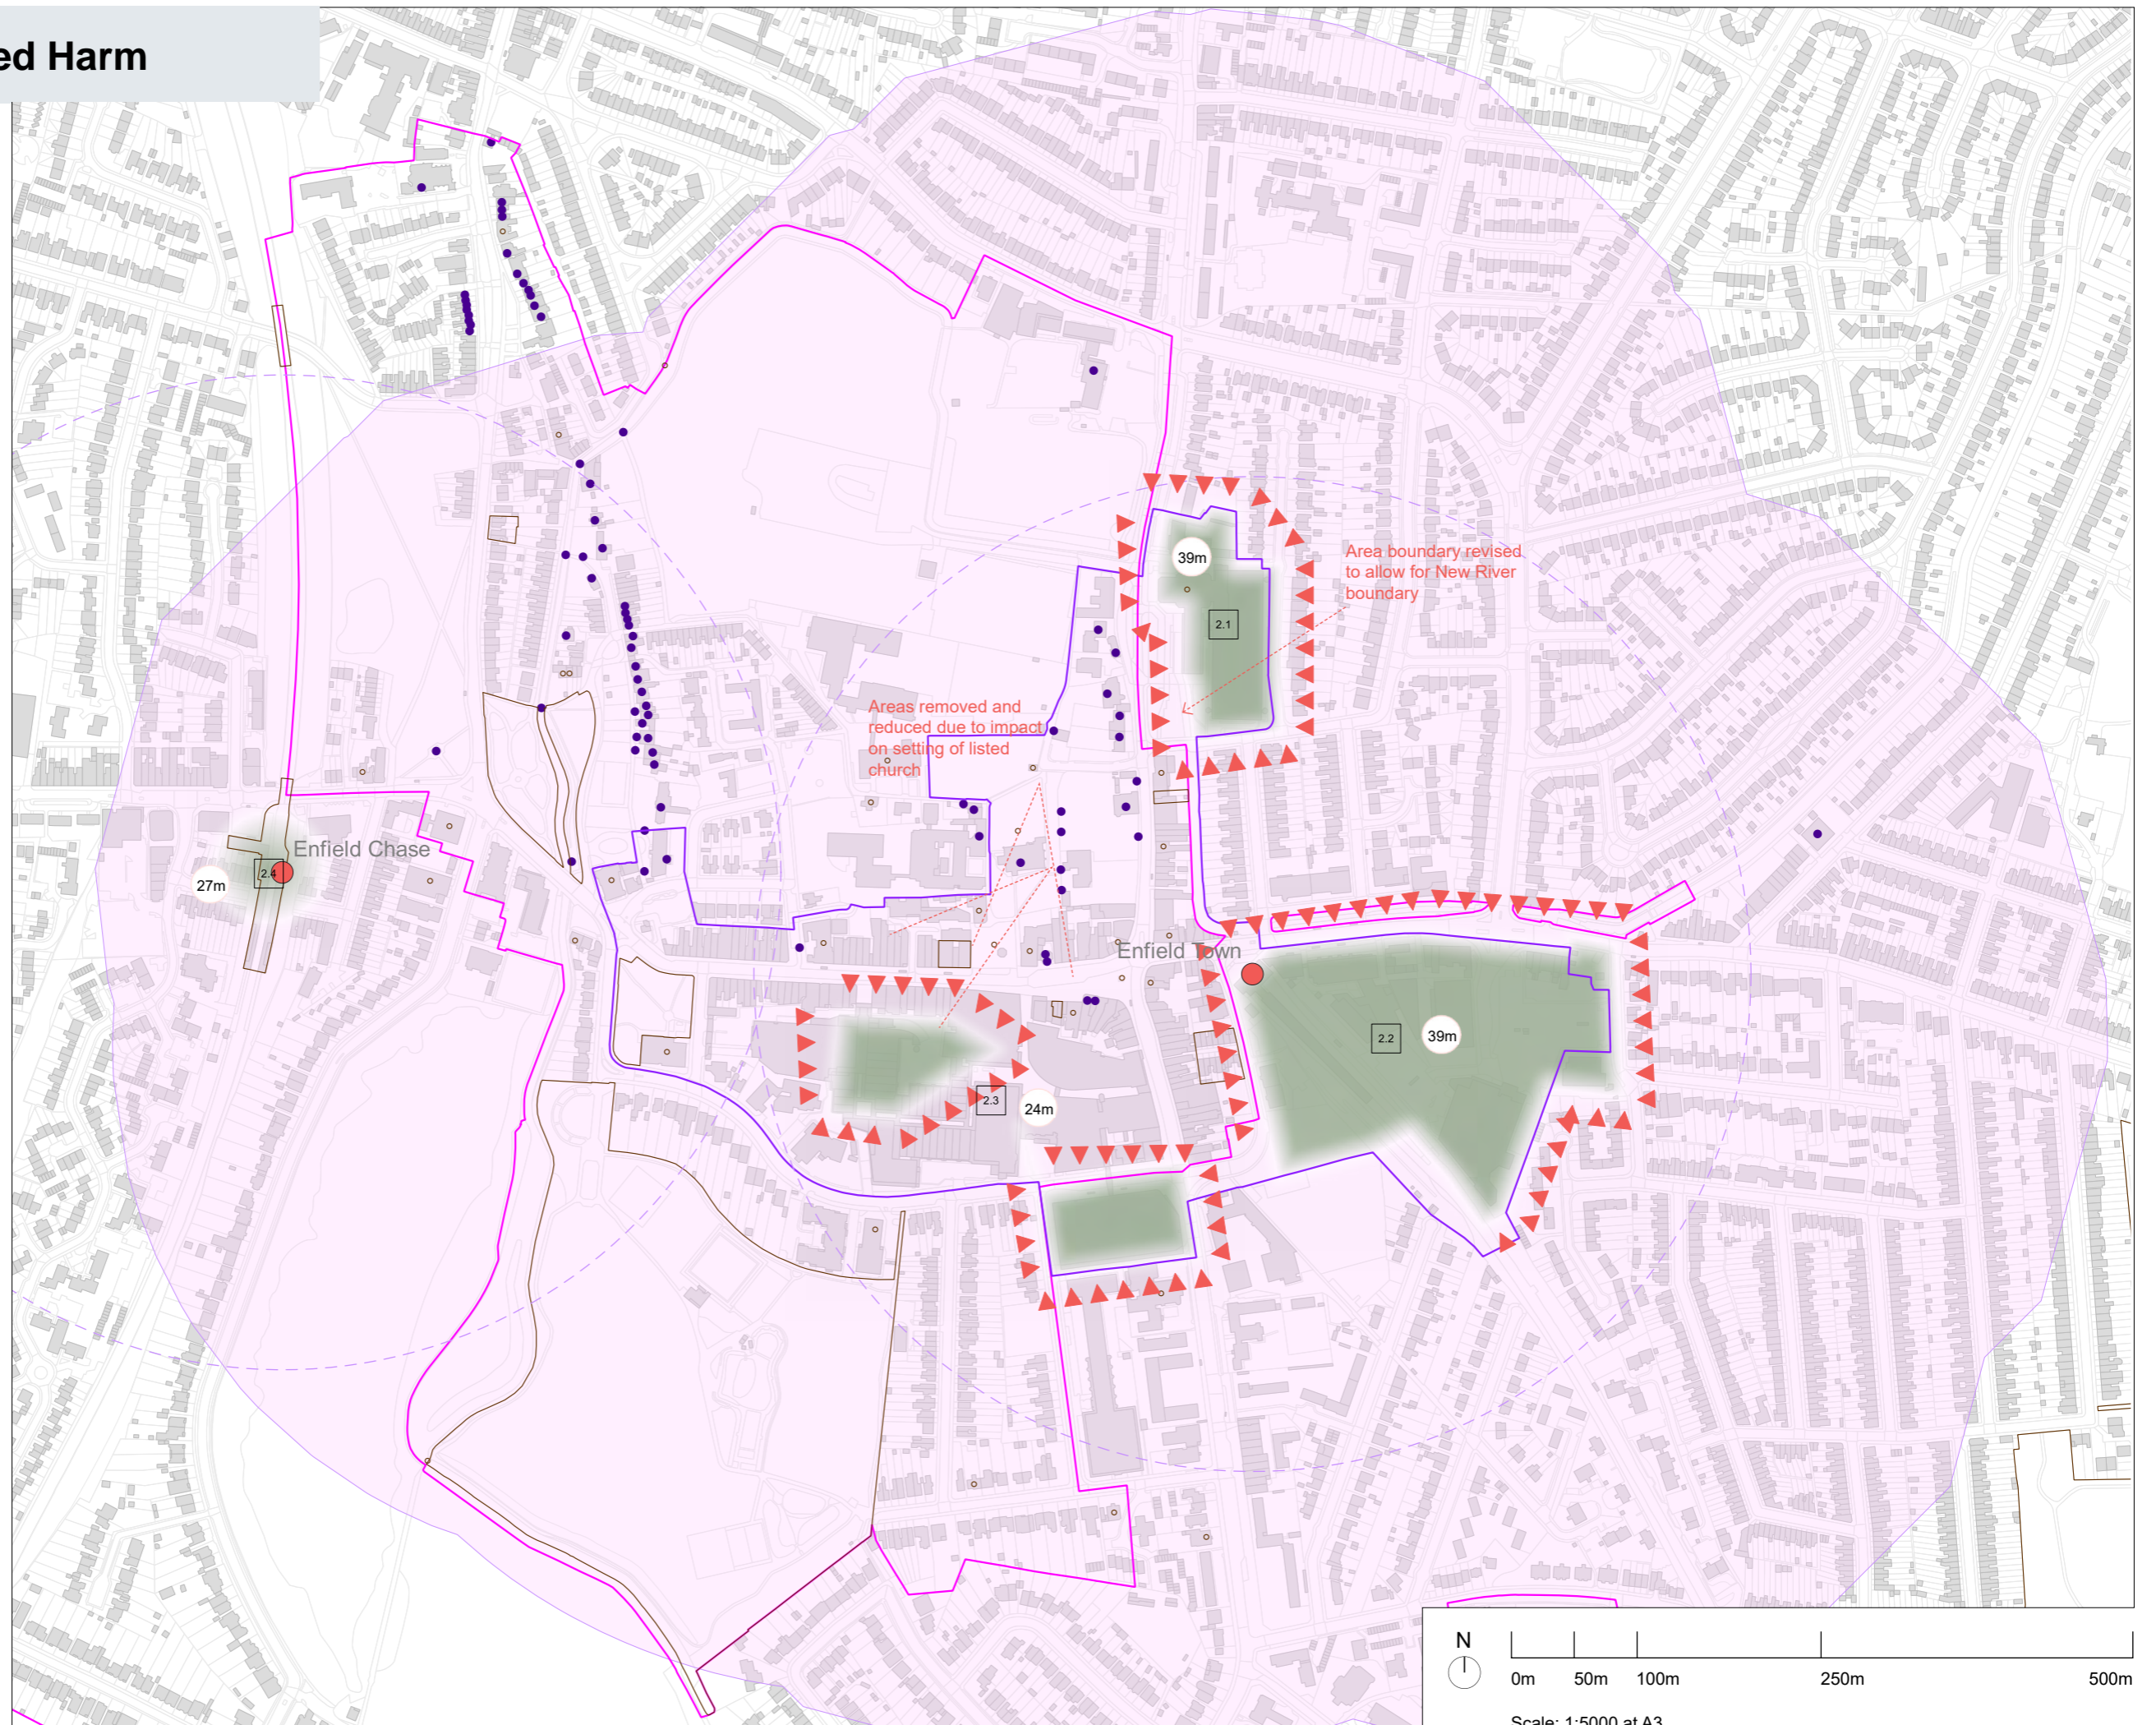 ed Harm
39m
Area boundary revised
to allow for New River
boundary
2.1
Areas removed and
reduced due to impact
on setting of listed
church
Enfield Chase
2.4
27m
Enfield Town
2.2
39m
2.3
24m
N
0m
50m
100m
250m
500m
Scale: 1:5000 at A3